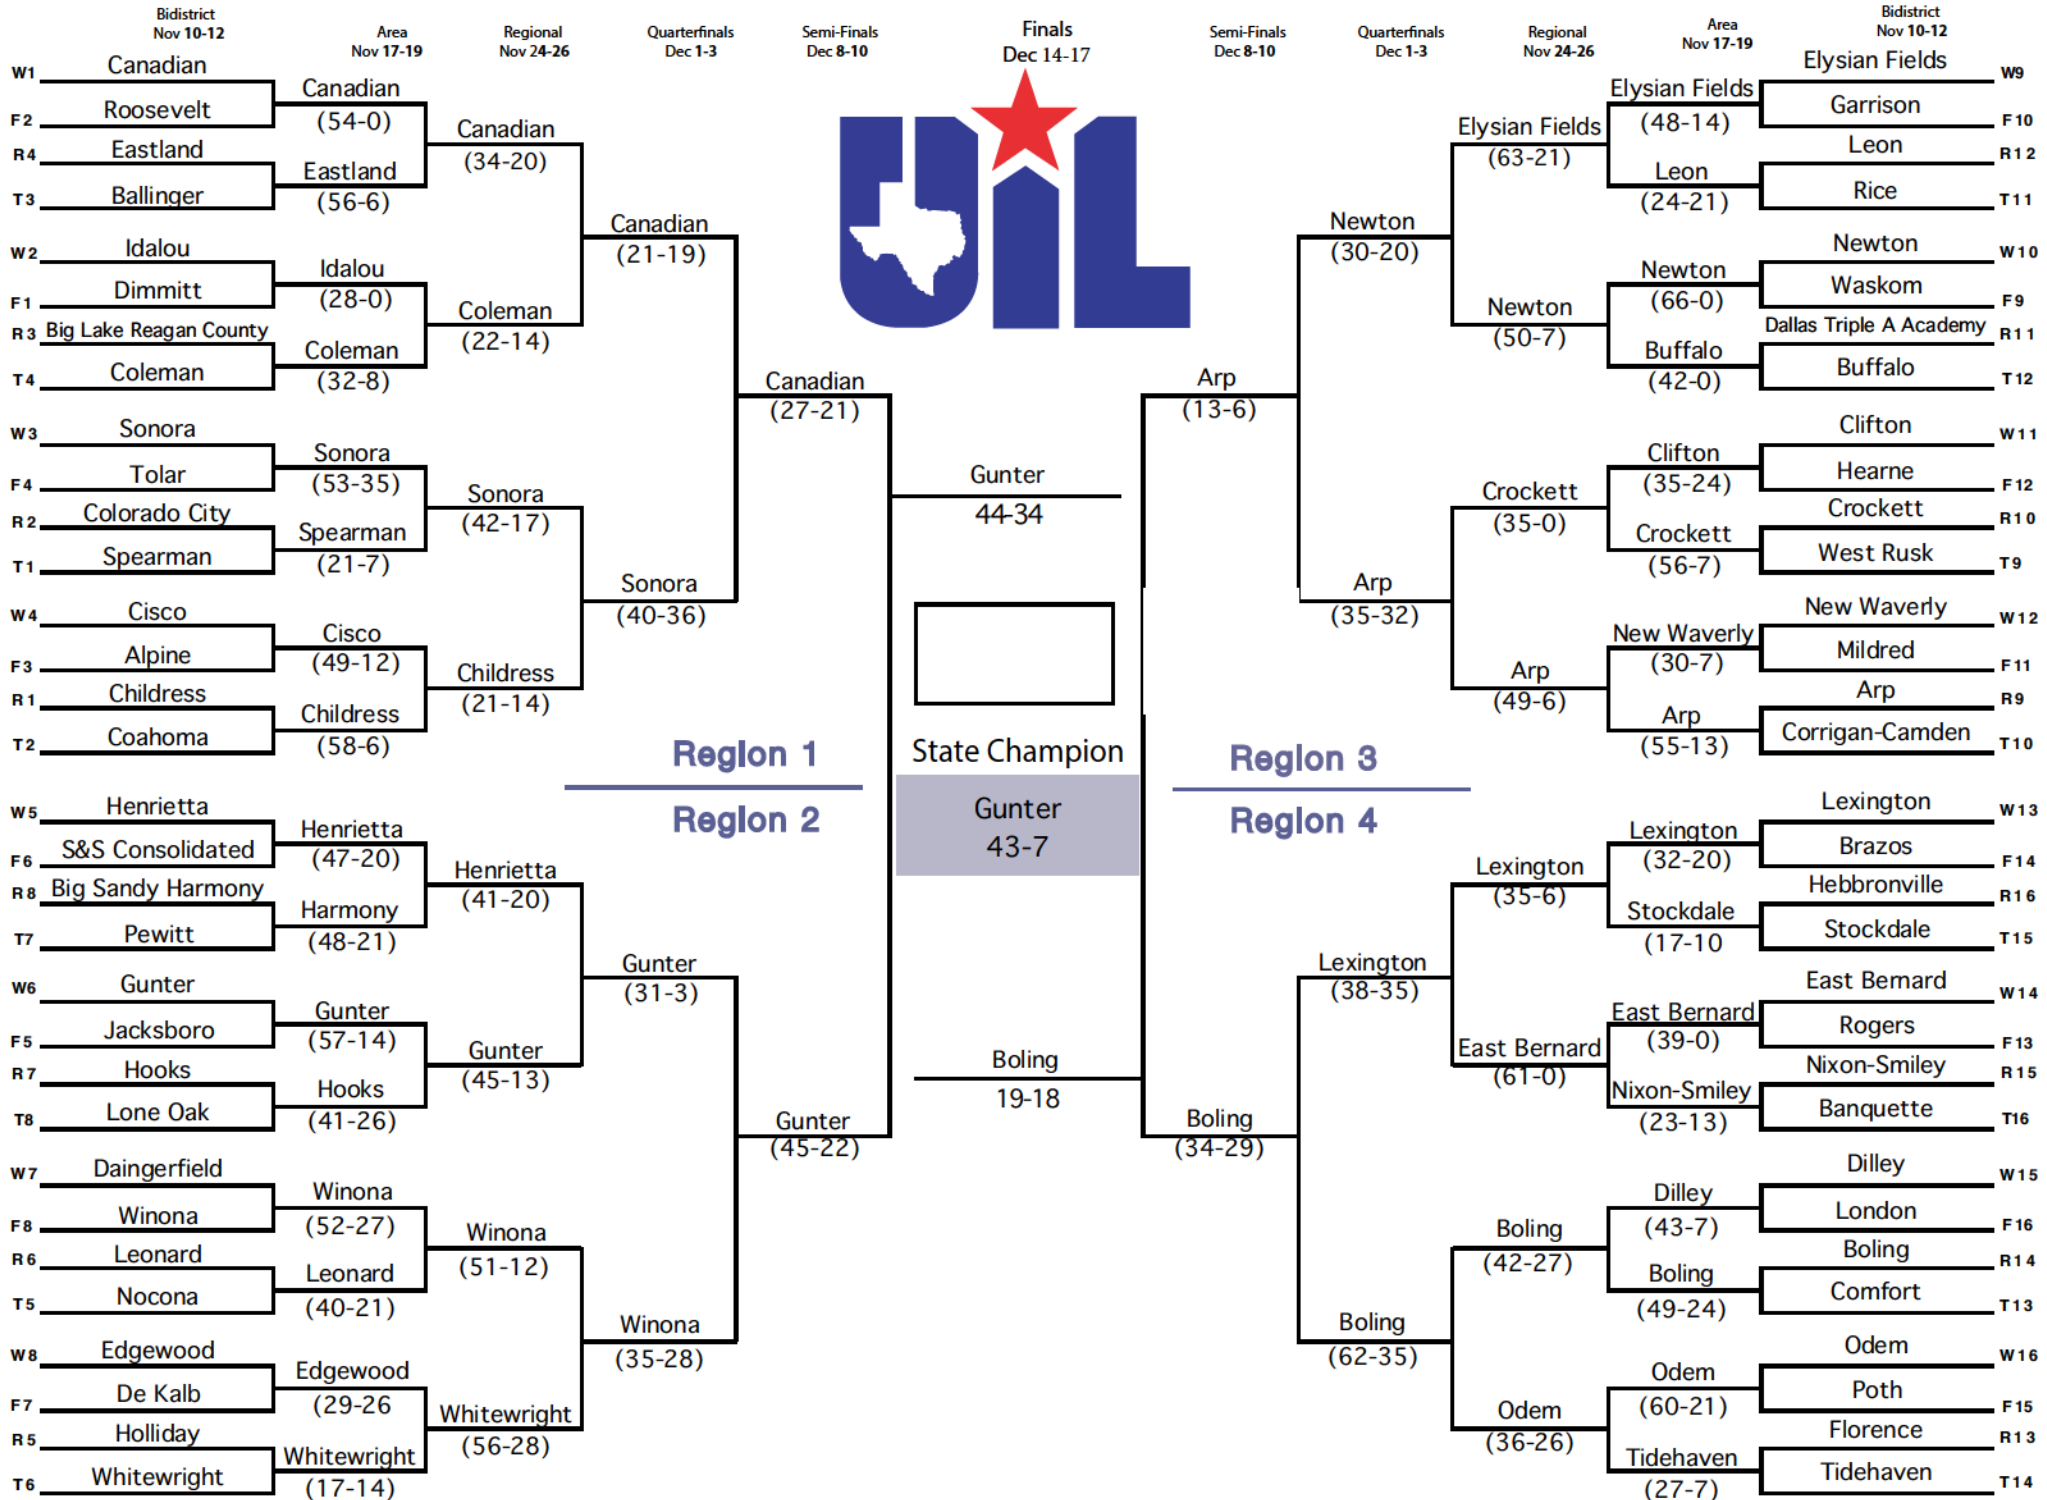 Bidistrict
Nov 10-12
Area
Nov 17-19
Regional
Nov 24-26
Quarterfinals
Dec 1-3
Semi-Finals
Dec 8-10
Finals
Dec 14-17
Semi-Finals
Dec 8-10
Quarterfinals
Dec 1-3
Regional
Nov 24-26
Area
Nov 17-19
Bidistrict
Nov 10-12
W1 Canadian
F2 Roosevelt
R4 Eastland
T3 Ballinger
W2 Idalou
F1 Dimmitt
R3 Big Lake Reagan County
T4 Coleman
W3 Sonora
F4 Tolar
R2 Colorado City
T1 Spearman
W4 Cisco
F3 Alpine
R1 Childress
T2 Coahoma
W5 Henrietta
F6 S&S Consolidated
R8 Big Sandy Harmony
T7 Pewitt
W6 Gunter
F5 Jacksboro
R7 Hooks
T8 Lone Oak
W7 Daingerfield
F8 Winona
R6 Leonard
T5 Nocona
W8 Edgewood
F7 De Kalb
R5 Holliday
T6 Whitewright
Canadian
(54-0)
Eastland
(56-6)
Idalou
(28-0)
Coleman
(32-8)
Sonora
(53-35)
Spearman
(21-7)
Cisco
(49-12)
Childress
(58-6)
Henrietta
(47-20)
Harmony
(48-21)
Gunter
(57-14)
Hooks
(41-26)
Winona
(52-27)
Leonard
(40-21)
Edgewood
(29-26
Whitewright
(17-14)
Canadian
(34-20)
Coleman
(22-14)
Sonora
(42-17)
Childress
(21-14)
Henrietta
(41-20)
Gunter
(45-13)
Winona
(51-12)
Whitewright
(56-28)
Canadian
(21-19)
Sonora
(40-36)
Region 1
Region 2
Gunter
(31-3)
Winona
(35-28)
Canadian
(27-21)
Gunter
(45-22)
UIL
Gunter
44-34
State Champion
Gunter
43-7
Boling
19-18
Arp
(13-6)
Boling
(34-29)
Newton
(30-20)
Arp
(35-32)
Region 3
Region 4
Lexington
(38-35)
Boling
(62-35)
Elysian Fields
(63-21)
Newton
(50-7)
Crockett
(35-0)
Arp
(49-6)
Lexington
(35-6)
East Bernard
(61-0)
Boling
(42-27)
Odem
(36-26)
Elysian Fields
(48-14)
Leon
(24-21)
Newton
(66-0)
Buffalo
(42-0)
Clifton
(35-24)
Crockett
(56-7)
New Waverly
(30-7)
Arp
(55-13)
Lexington
(32-20)
Stockdale
(17-10
East Bernard
(39-0)
Nixon-Smiley
(23-13)
Dilley
(43-7)
Boling
(49-24)
Odem
(60-21)
Tidehaven
(27-7)
Elysian Fields W9
Garrison F10
Leon R12
Rice T11
Newton W10
Waskom F9
Dallas Triple A Academy R11
Buffalo T12
Clifton W11
Hearne F12
Crockett R10
West Rusk T9
New Waverly W12
Mildred F11
Arp R9
Corrigan-Camden T10
Lexington W13
Brazos F14
Hebbronville R16
Stockdale T15
East Bernard W14
Rogers F13
Nixon-Smiley R15
Banquette T16
Dilley W15
London F16
Boling R14
Comfort T13
Odem W16
Poth F15
Florence R13
Tidehaven T14